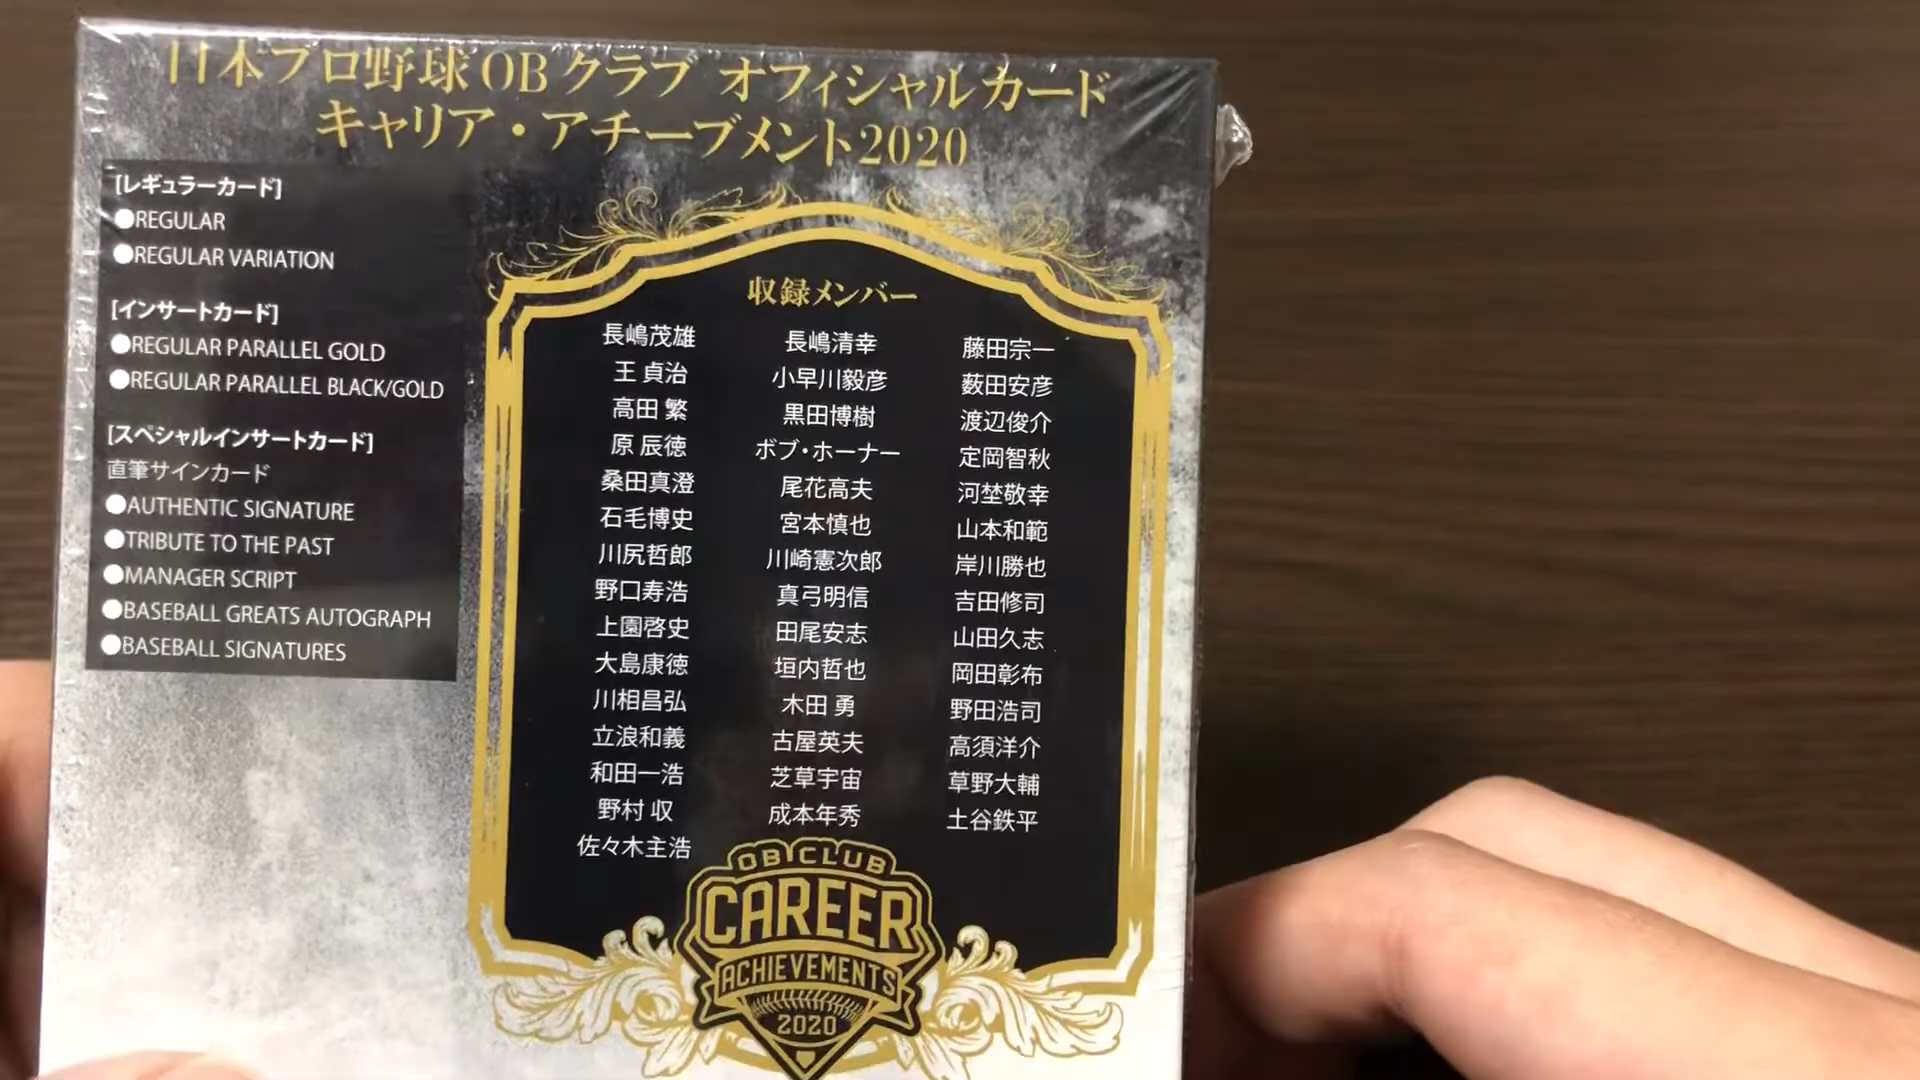 日本プロ野球OBクラブ オフィシャルカード
キャリア・アチーブメント2020
[レギュラーカード]
●REGULAR
●REGULAR VARIATION
[インサートカード]
●REGULAR PARALLEL GOLD
●REGULAR PARALLEL BLACK/GOLD
[スペシャルインサートカード]
直筆サインカード
●AUTHENTIC SIGNATURE
●TRIBUTE TO THE PAST
●MANAGER SCRIPT
●BASEBALL GREATS AUTOGRAPH
●BASEBALL SIGNATURES
収録メンバー
長嶋茂雄
王 貞治
高田 繁
原 辰徳
桑田真澄
石毛博史
川尻哲郎
野口寿浩
上園啓史
大島康徳
川相昌弘
立浪和義
和田一浩
野村 収
佐々木主浩
長嶋清幸
小早川毅彦
黒田博樹
ボブ・ホーナー
尾花高夫
宮本慎也
川崎憲次郎
真弓明信
田尾安志
垣内哲也
木田 勇
古屋英夫
芝草宇宙
成本年秀
藤田宗一
薮田安彦
渡辺俊介
定岡智秋
河埜敬幸
山本和範
岸川勝也
吉田修司
山田久志
岡田彰布
野田浩司
高須洋介
草野大輔
土谷鉄平
OB CLUB
CAREER
ACHIEVEMENTS
2020